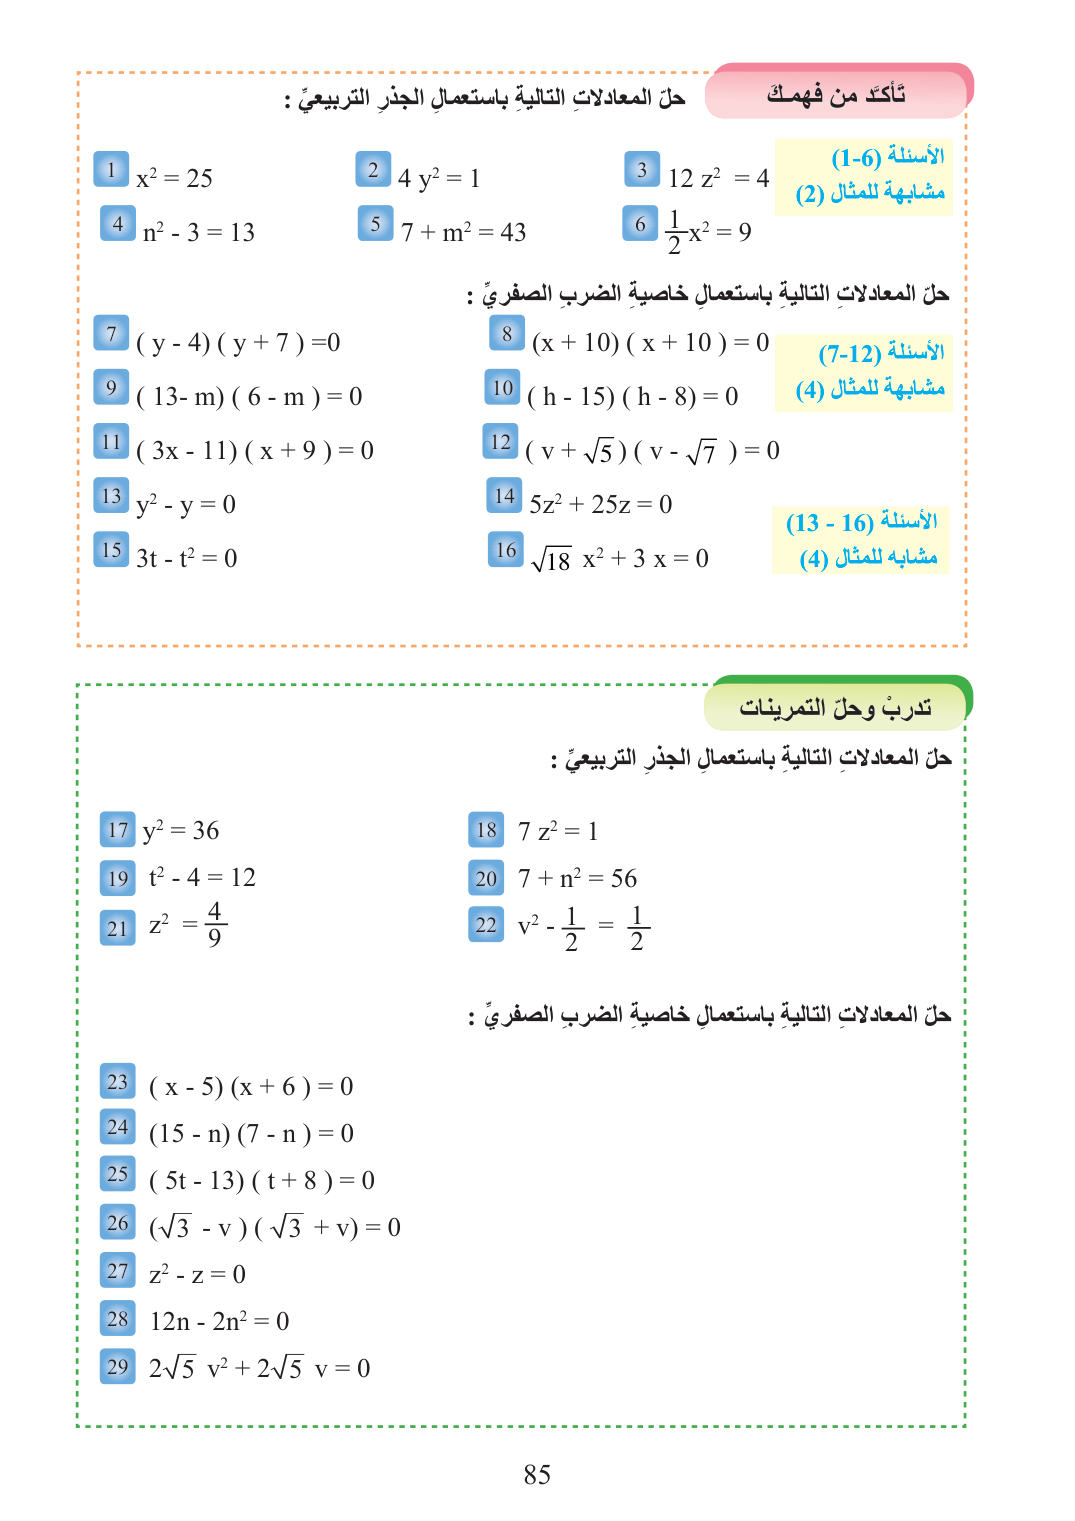 تَأكـَّد من فهمـكَ
حلّ المعادلاتِ التاليةِ باستعمالِ الجذرِ التربيعيِّ :
الأسئلة (1-6)
مشابهة للمثال (2)
1 x² = 25 2 4 y² = 1 3 12 z² = 4
4 n² - 3 = 13 5 7 + m² = 43 6 1/2 x² = 9
حلّ المعادلاتِ التاليةِ باستعمالِ خاصيةِ الضربِ الصفريِّ :
7 ( y - 4) ( y + 7 ) =0 8 (x + 10) ( x + 10 ) = 0
الأسئلة (7-12)
مشابهة للمثال (4)
9 ( 13- m) ( 6 - m ) = 0 10 ( h - 15) ( h - 8) = 0
11 ( 3x - 11) ( x + 9 ) = 0 12 ( v + √5 ) ( v - √7 ) = 0
13 y² - y = 0 14 5z² + 25z = 0
الأسئلة (13 - 16)
مشابه للمثال (4)
15 3t - t² = 0 16 √18 x² + 3 x = 0
تدربْ وحلّ التمرينات
حلّ المعادلاتِ التاليةِ باستعمالِ الجذرِ التربيعيِّ :
17 y² = 36 18 7 z² = 1
19 t² - 4 = 12 20 7 + n² = 56
21 z² = 4/9 22 v² - 1/2 = 1/2
حلّ المعادلاتِ التاليةِ باستعمالِ خاصيةِ الضربِ الصفريِّ :
23 ( x - 5) (x + 6 ) = 0
24 (15 - n) (7 - n ) = 0
25 ( 5t - 13) ( t + 8 ) = 0
26 (√3 - v ) ( √3 + v) = 0
27 z² - z = 0
28 12n - 2n² = 0
29 2√5 v² + 2√5 v = 0
85